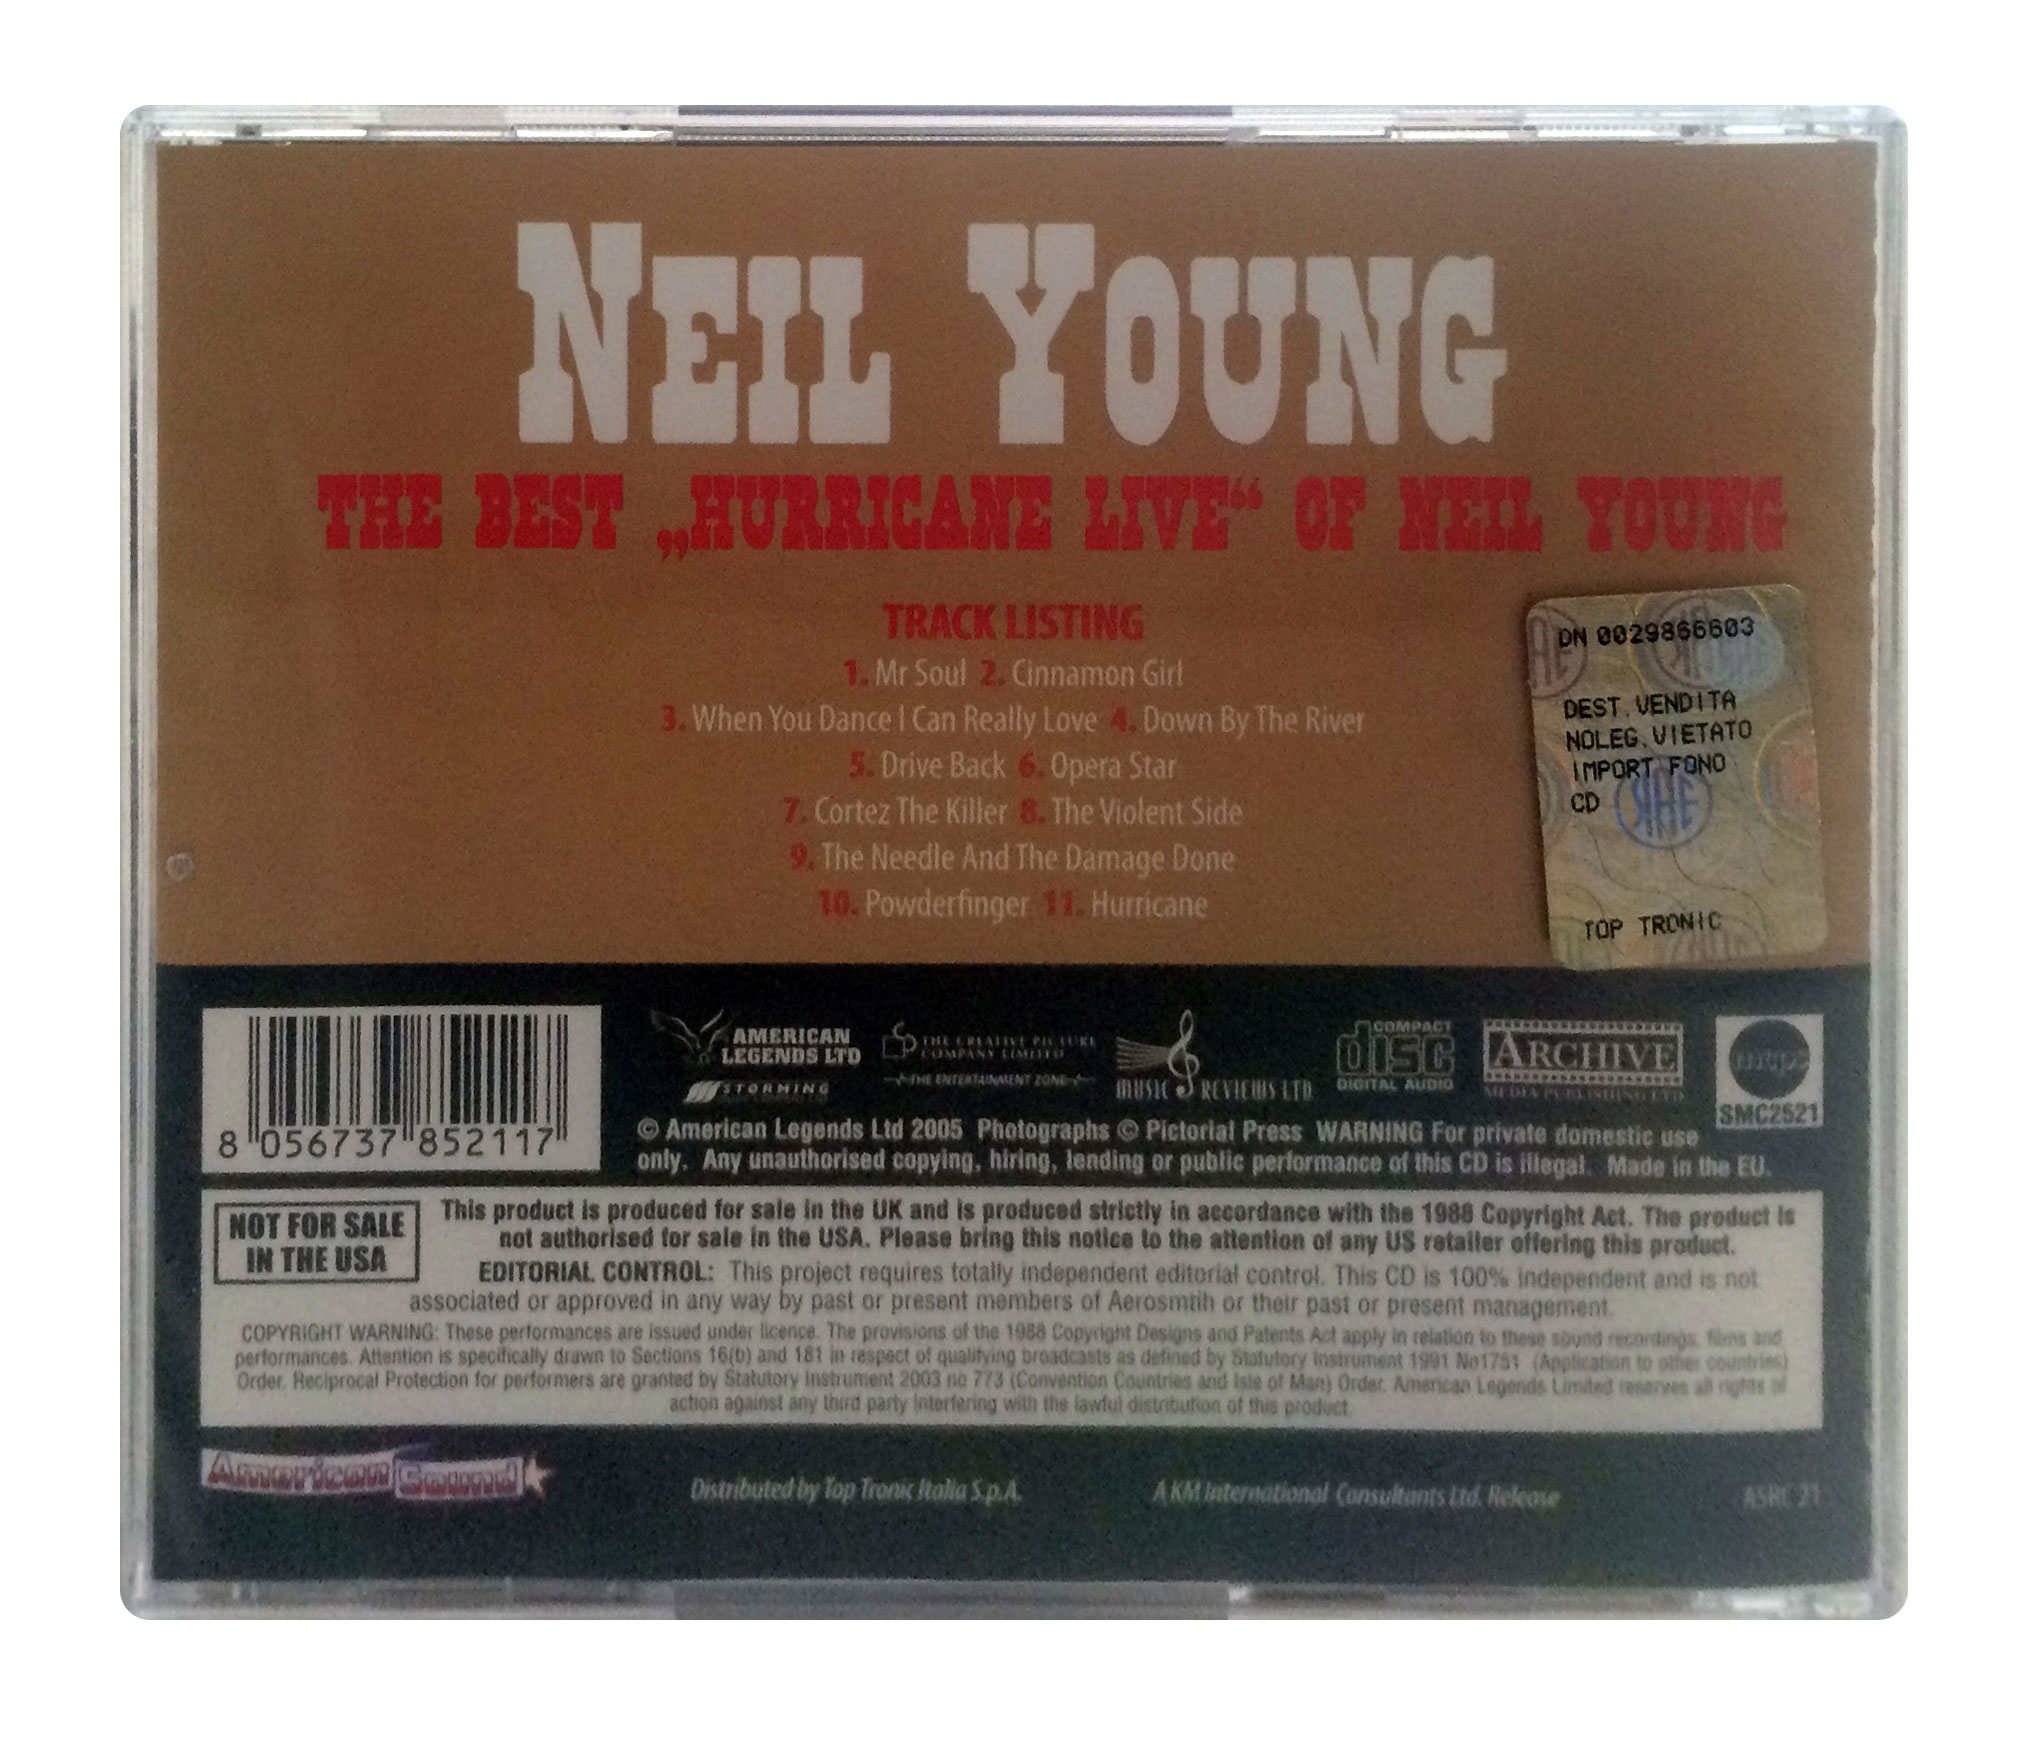 NEIL YOUNG
THE BEST „HURRICANE LIVE“ OF NEIL YOUNG
TRACK LISTING
1. Mr Soul 2. Cinnamon Girl
3. When You Dance I Can Really Love 4. Down By The River
5. Drive Back 6. Opera Star
7. Cortez The Killer 8. The Violent Side
9. The Needle And The Damage Done
10. Powderfinger 11. Hurricane
DN 0029866603
DEST.VENDITA
NOLEG.VIETATO
IMPORT FONO
CD
TOP TRONIC
8 056737 852117
AMERICAN
LEGENDS LTD
STORMING
THE CREATIVE PICTURE
COMPANY LIMITED
THE ENTERTAINMENT ZONE
MUSIC REVIEWS LTD
COMPACT
disc
DIGITAL AUDIO
ARCHIVE
MEDIA PUBLISHING LTD
SMC2521
© American Legends Ltd 2005 Photographs © Pictorial Press WARNING For private domestic use
only. Any unauthorised copying, hiring, lending or public performance of this CD is illegal. Made in the EU.
NOT FOR SALE
IN THE USA
This product is produced for sale in the UK and is produced strictly in accordance with the 1988 Copyright Act. The product is
not authorised for sale in the USA. Please bring this notice to the attention of any US retailer offering this product.
EDITORIAL CONTROL: This project requires totally independent editorial control. This CD is 100% independent and is not
associated or approved in any way by past or present members of Aerosmtih or their past or present management.
COPYRIGHT WARNING: These performances are issued under licence. The provisions of the 1988 Copyright Designs and Patents Act apply in relation to these sound recordings, films and
performances. Attention is specifically drawn to Sections 16(b) and 181 in respect of qualifying broadcasts as defined by Statutory Instrument 1991 No1751 (Application to other countries)
Order. Reciprocal Protection for performers are granted by Statutory Instrument 2003 no 773 (Convention Countries and Isle of Man) Order. American Legends Limited reserves all rights of
action against any third party interfering with the lawful distribution of this product.
American Sound
Distributed by Top Tronic Italia S.p.A.
A KM International Consultants Ltd. Release
ASRC 21